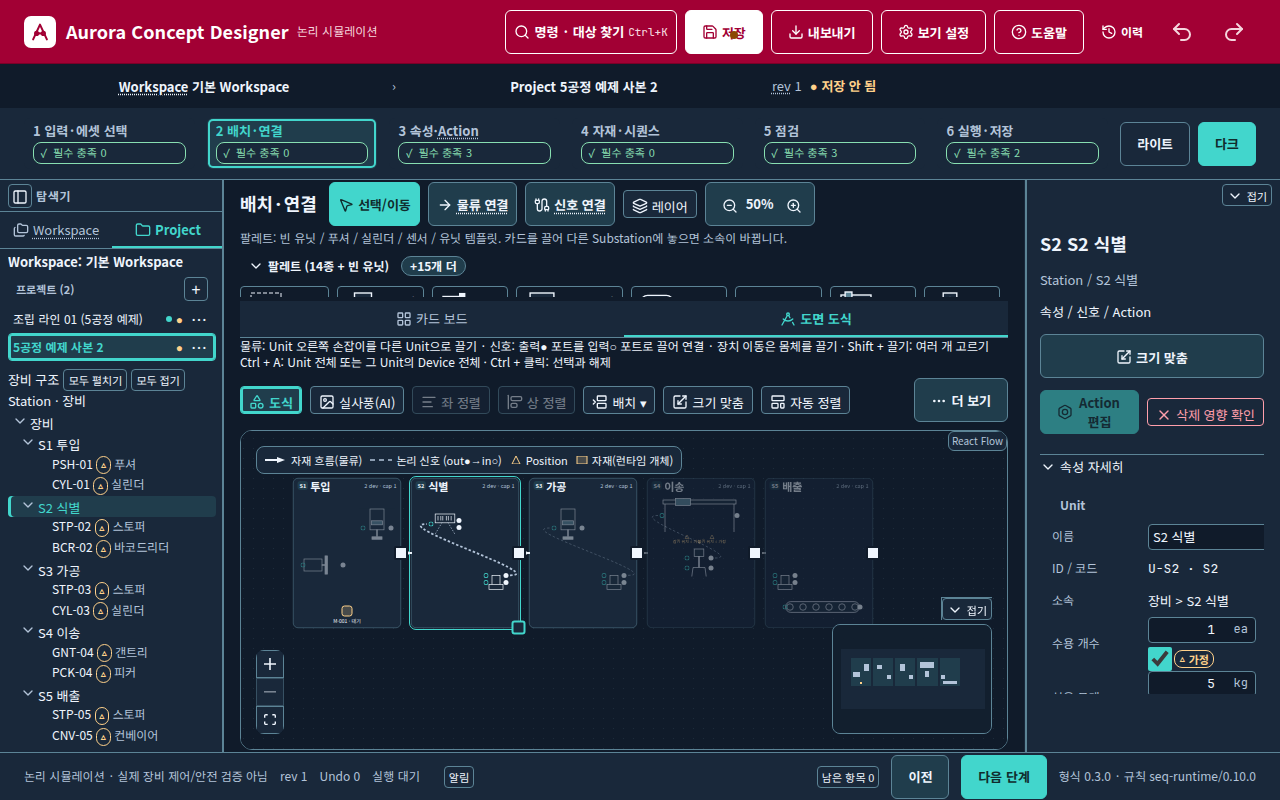 Aurora Concept Designer 논리 시뮬레이션
명령 · 대상 찾기 Ctrl+K
저장
내보내기
보기 설정
도움말
이력
Workspace 기본 Workspace › Project 5공정 예제 사본 2 rev 1 ● 저장 안 됨
1 입력·에셋 선택
✓ 필수 충족 0
2 배치·연결
✓ 필수 충족 0
3 속성·Action
✓ 필수 충족 3
4 자재·시퀀스
✓ 필수 충족 0
5 점검
✓ 필수 충족 3
6 실행·저장
✓ 필수 충족 2
라이트
다크
탐색기
Workspace
Project
Workspace: 기본 Workspace
프로젝트 (2)
조립 라인 01 (5공정 예제)
5공정 예제 사본 2
장비 구조 모두 펼치기 모두 접기
Station · 장비
장비
S1 투입
PSH-01 푸셔
CYL-01 실린더
S2 식별
STP-02 스토퍼
BCR-02 바코드리더
S3 가공
STP-03 스토퍼
CYL-03 실린더
S4 이송
GNT-04 갠트리
PCK-04 피커
S5 배출
STP-05 스토퍼
CNV-05 컨베이어
배치·연결
선택/이동
물류 연결
신호 연결
레이어
50%
팔레트: 빈 유닛 / 푸셔 / 실린더 / 센서 / 유닛 템플릿. 카드를 끌어 다른 Substation에 놓으면 소속이 바뀝니다.
팔레트 (14종 + 빈 유닛) +15개 더
카드 보드
도면 도식
물류: Unit 오른쪽 손잡이를 다른 Unit으로 끌기 · 신호: 출력● 포트를 입력○ 포트로 끌어 연결 · 장치 이동은 몸체를 끌기 · Shift + 끌기: 여러 개 고르기
Ctrl + A: Unit 전체 또는 그 Unit의 Device 전체 · Ctrl + 클릭: 선택과 해제
도식
실사풍(AI)
좌 정렬
상 정렬
배치 ▾
크기 맞춤
자동 정렬
··· 더 보기
React Flow
자재 흐름(물류)
논리 신호 (out●→in○)
Position
자재(런타임 개체)
S1 투입 2 dev · cap 1
S2 식별 2 dev · cap 1
S3 가공 2 dev · cap 1
S4 이송 2 dev · cap 1
S5 배출 2 dev · cap 1
M-001 · 대기
접기
접기
S2 S2 식별
Station / S2 식별
속성 / 신호 / Action
크기 맞춤
Action
편집
삭제 영향 확인
속성 자세히
Unit
이름 S2 식별
ID / 코드 U-S2 · S2
소속 장비 > S2 식별
수용 개수 1 ea
가정
5 kg
논리 시뮬레이션 · 실제 장비 제어/안전 검증 아님 rev 1 Undo 0 실행 대기 알림
남은 항목 0
이전
다음 단계
형식 0.3.0 · 규칙 seq-runtime/0.10.0